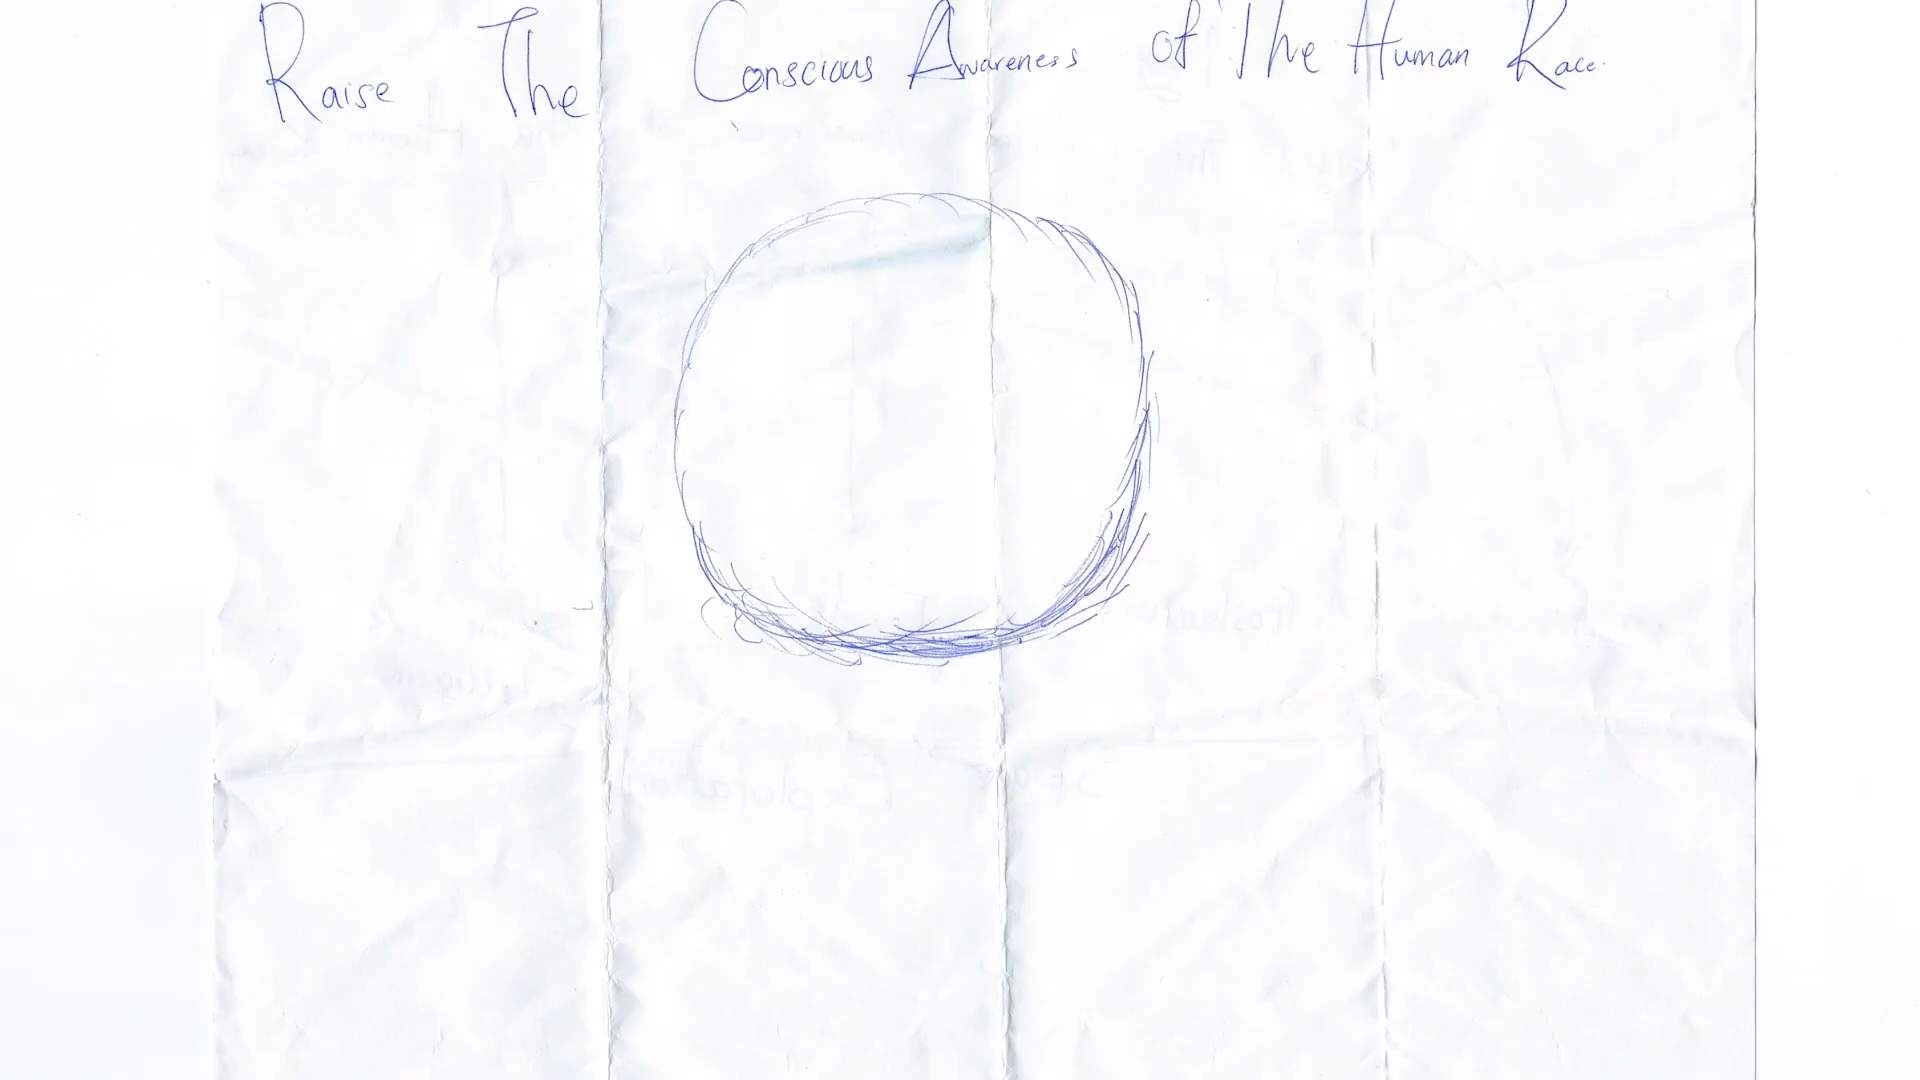 Raise The Conscious Awareness of The Human Race.